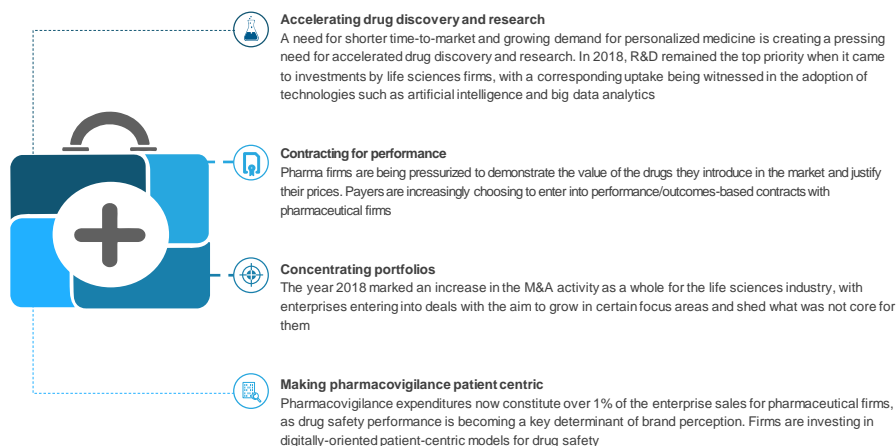 Accelerating drug discovery and research
A need for shorter time-to-market and growing demand for personalized medicine is creating a pressing
need for accelerated drug discovery and research. In 2018, R&D remained the top priority when it came
to investments by life sciences firms, with a corresponding uptake being witnessed in the adoption of
technologies such as artificial intelligence and big data analytics
Contracting for performance
Pharma firms are being pressurized to demonstrate the value of the drugs they introduce in the market and justify
their prices. Payers are increasingly choosing to enter into performance/outcomes-based contracts with
pharmaceutical firms
Concentrating portfolios
The year 2018 marked an increase in the M&A activity as a whole for the life sciences industry, with
enterprises entering into deals with the aim to grow in certain focus areas and shed what was not core for
them
Making pharmacovigilance patient centric
Pharmacovigilance expenditures now constitute over 1% of the enterprise sales for pharmaceutical firms,
as drug safety performance is becoming a key determinant of brand perception. Firms are investing in
digitally-oriented patient-centric models for drug safety